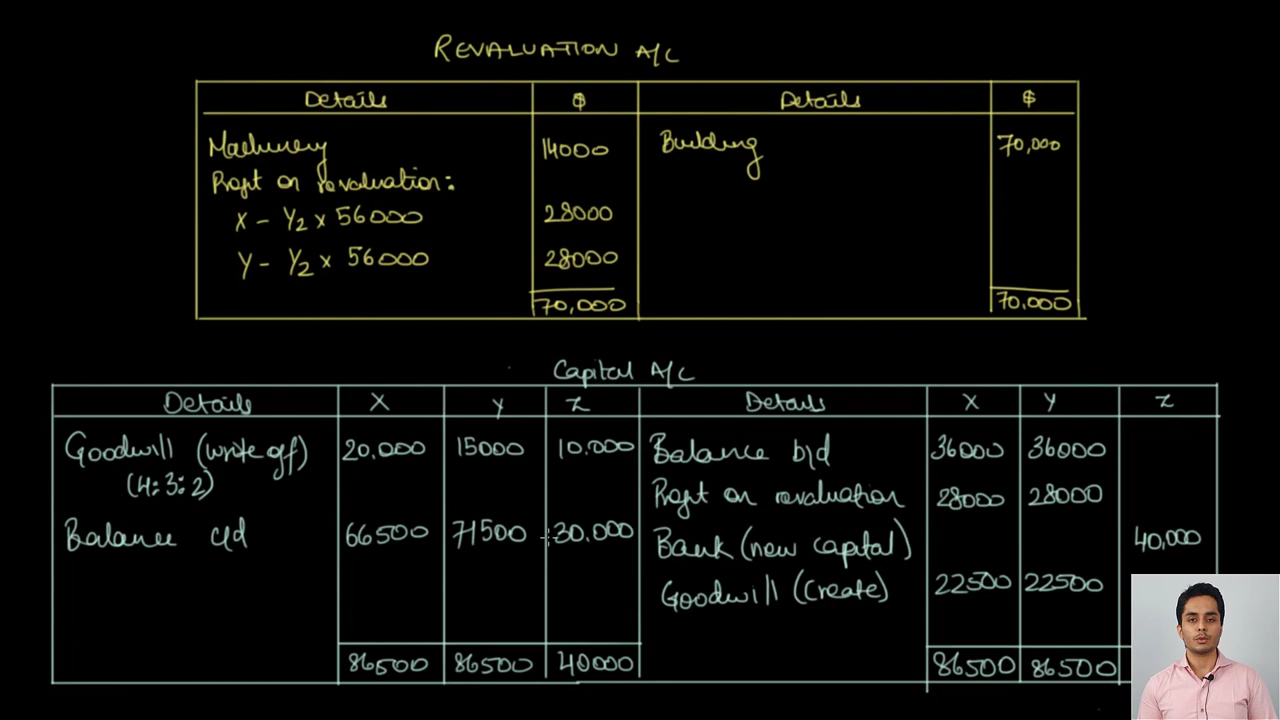 REVALUATION A/C
Details $ Details $
Machinery 14000 Building 70,000
Profit on revaluation:
X - 1/2 x 56000 28000
Y - 1/2 x 56000 28000
70,000 70,000
Capital A/C
Details X Y Z Details X Y Z
Goodwill (write off) 20,000 15000 10.000 Balance b/d 36000 36000
(4:3:2) Profit on revaluation 28000 28000
Balance c/d 66500 71500 30.000 Bank (new capital) 40,000
Goodwill (create) 22500 22500
86500 86500 40000 86500 86500